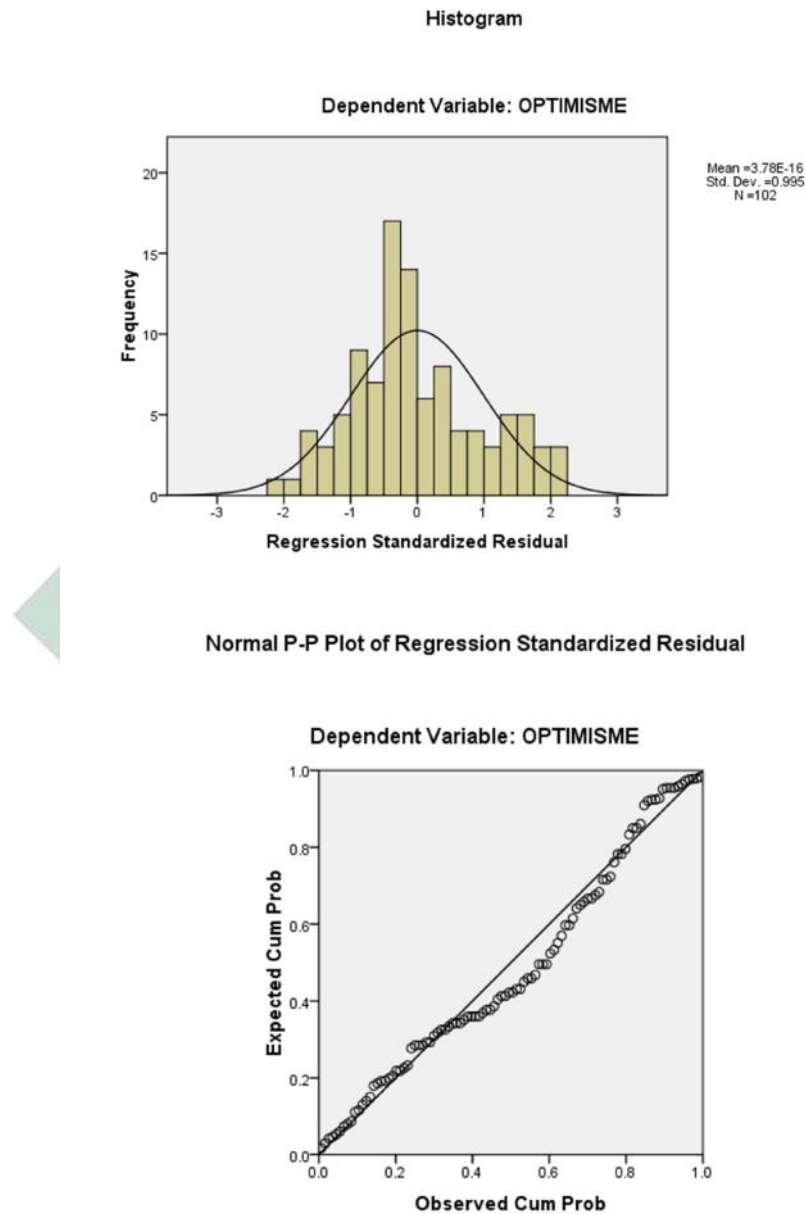 Histogram
Dependent Variable: OPTIMISME
Mean =3.78E-16
Std. Dev. =0.995
N =102
20
15
10
5
0
Frequency
-3 -2 -1 0 1 2 3
Regression Standardized Residual
Normal P-P Plot of Regression Standardized Residual
Dependent Variable: OPTIMISME
1.0
0.8
0.6
0.4
0.2
0.0
Expected Cum Prob
0.0 0.2 0.4 0.6 0.8 1.0
Observed Cum Prob